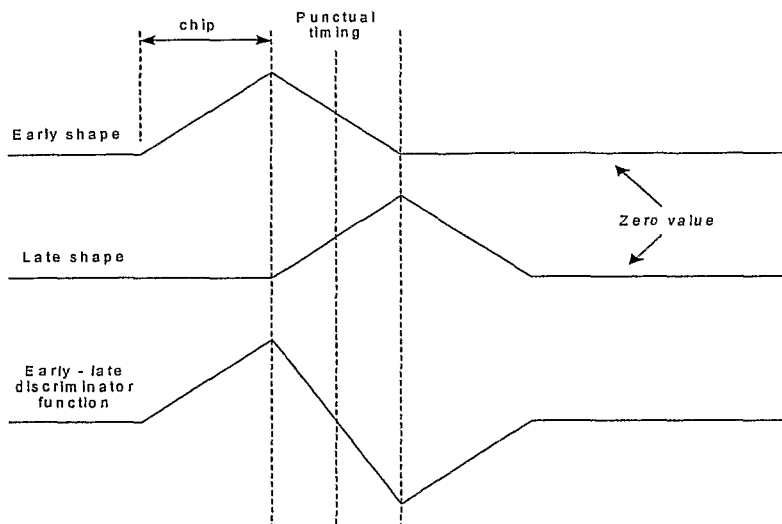 chip
Punctual
timing
Early shape
Zero value
Late shape
Early - late
discriminator
function